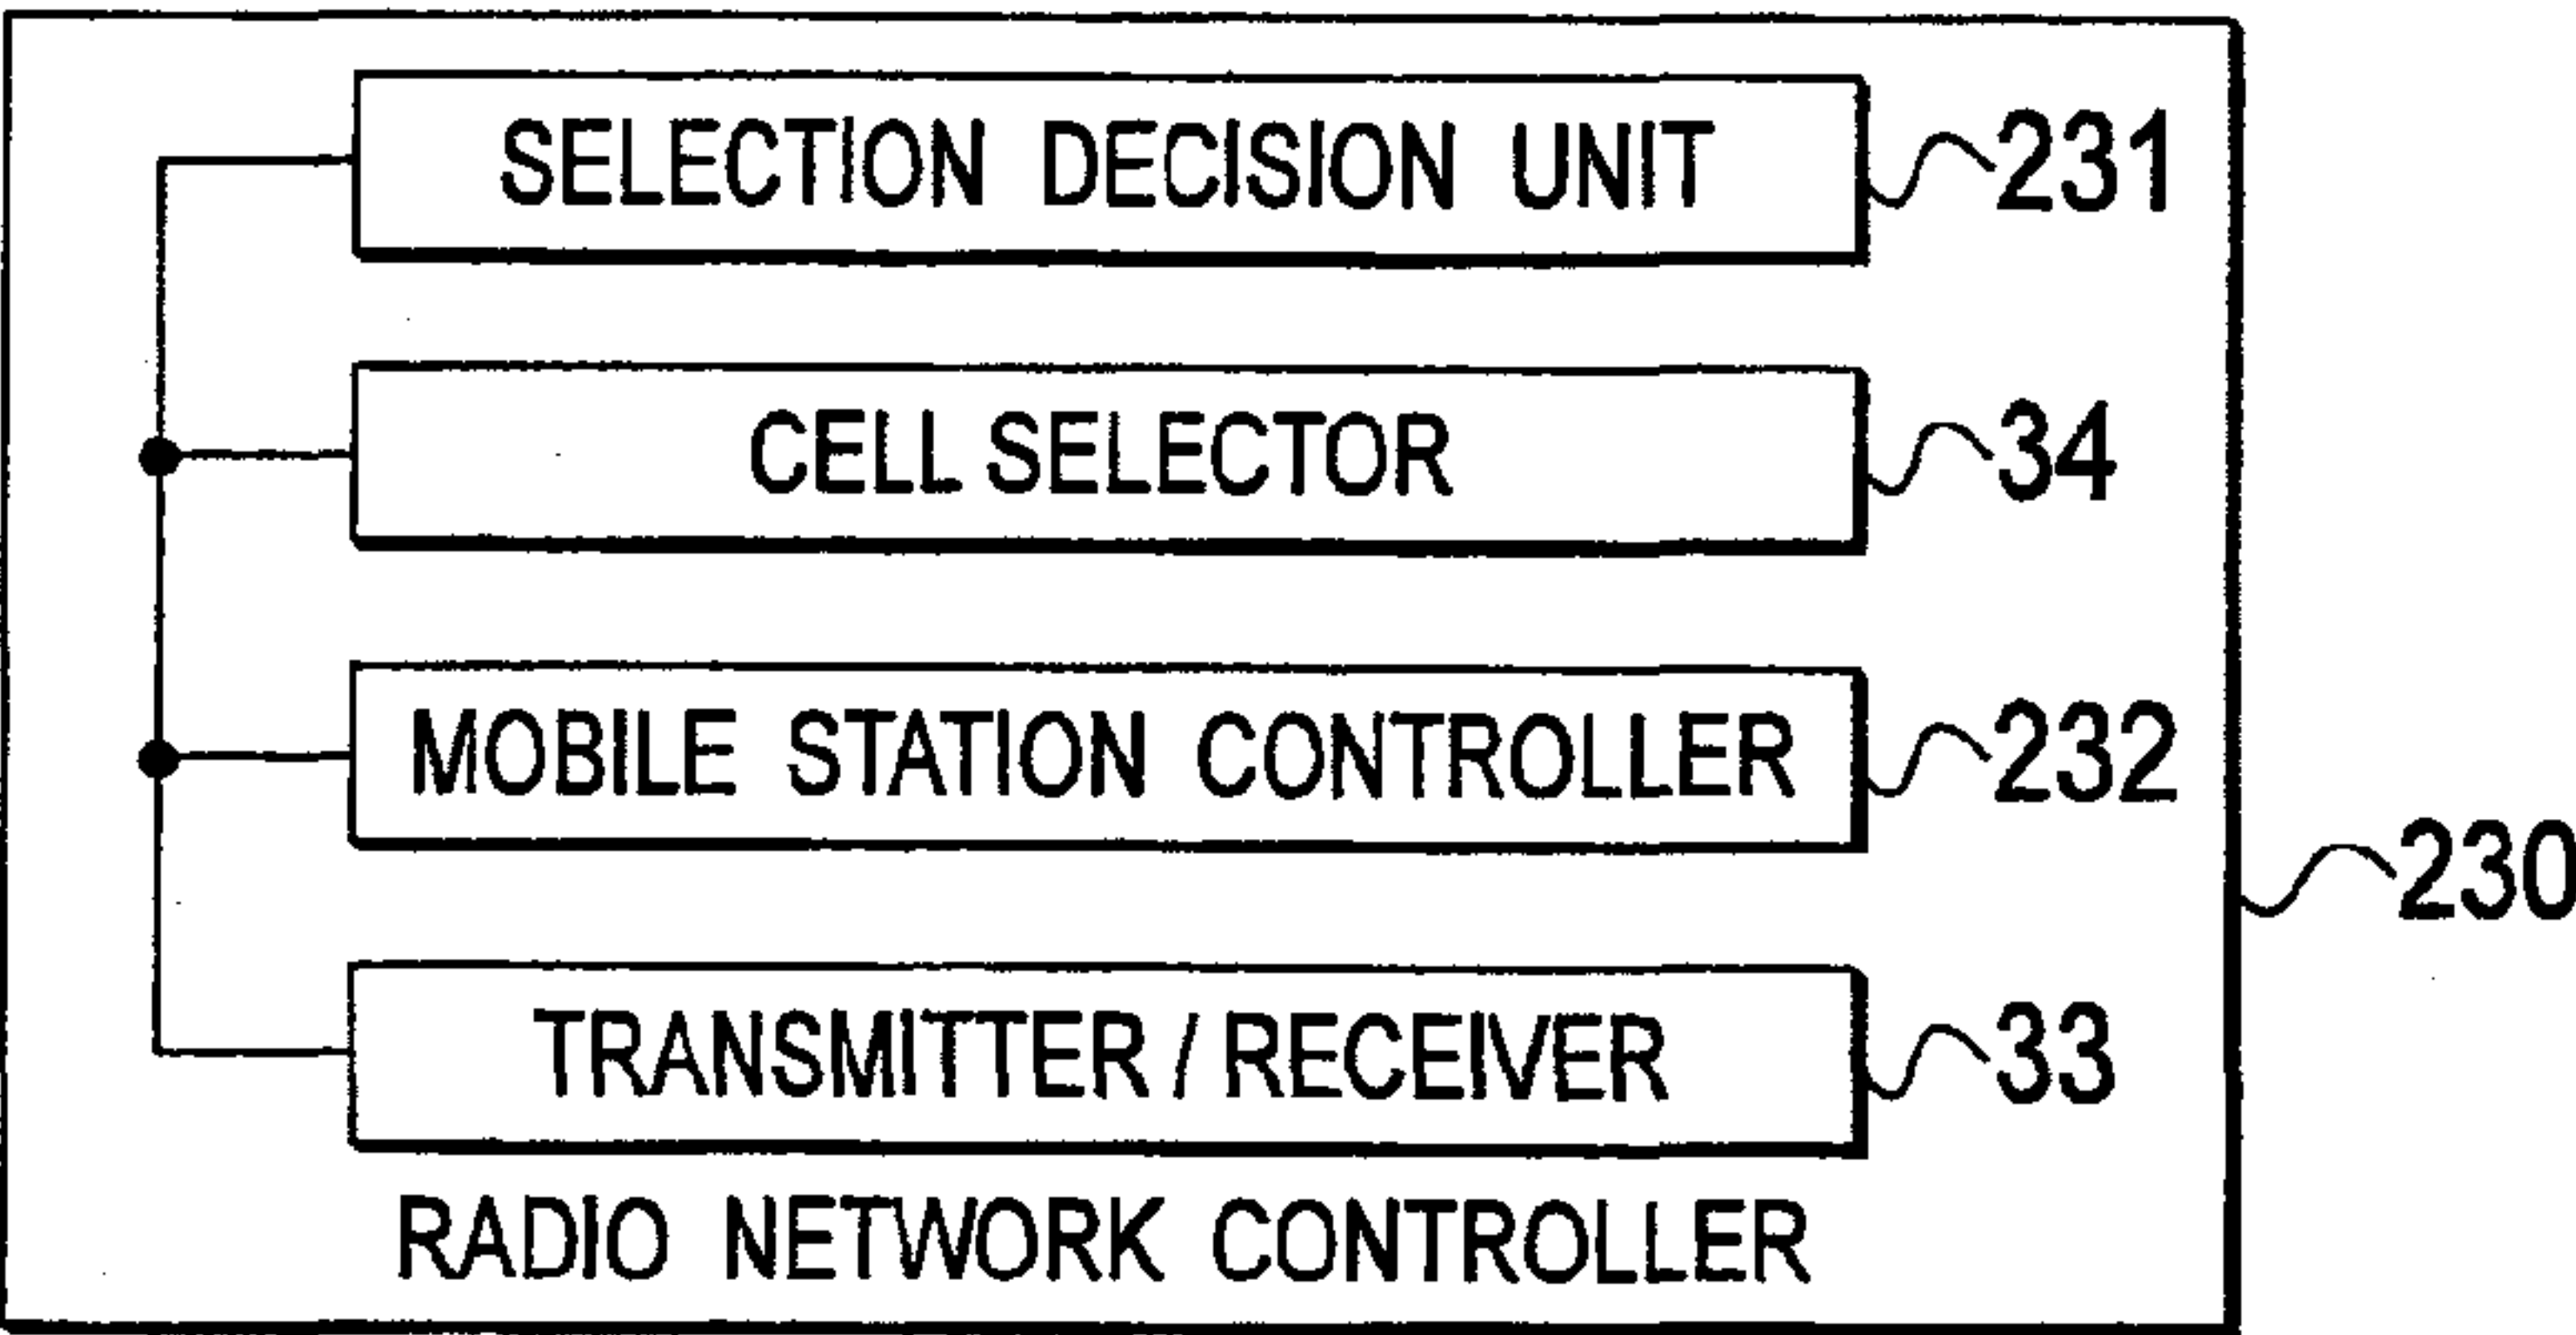 SELECTION DECISION UNIT 231
CELL SELECTOR 34
MOBILE STATION CONTROLLER 232
230
TRANSMITTER / RECEIVER 33
RADIO NETWORK CONTROLLER